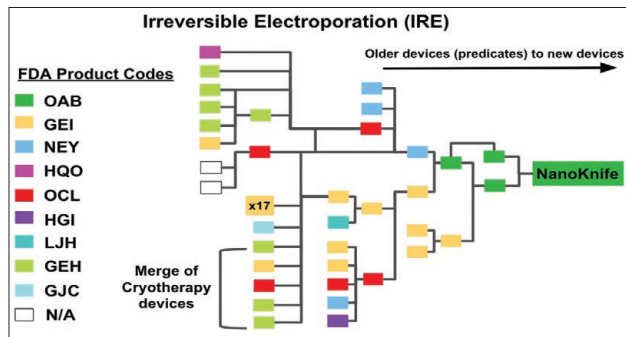 Irreversible Electroporation (IRE)
Older devices (predicates) to new devices
FDA Product Codes
OAB
GEI
NEY
HQO
OCL
HGI
LJH
GEH
GJC
N/A
x17
Merge of
Cryotherapy
devices
NanoKnife